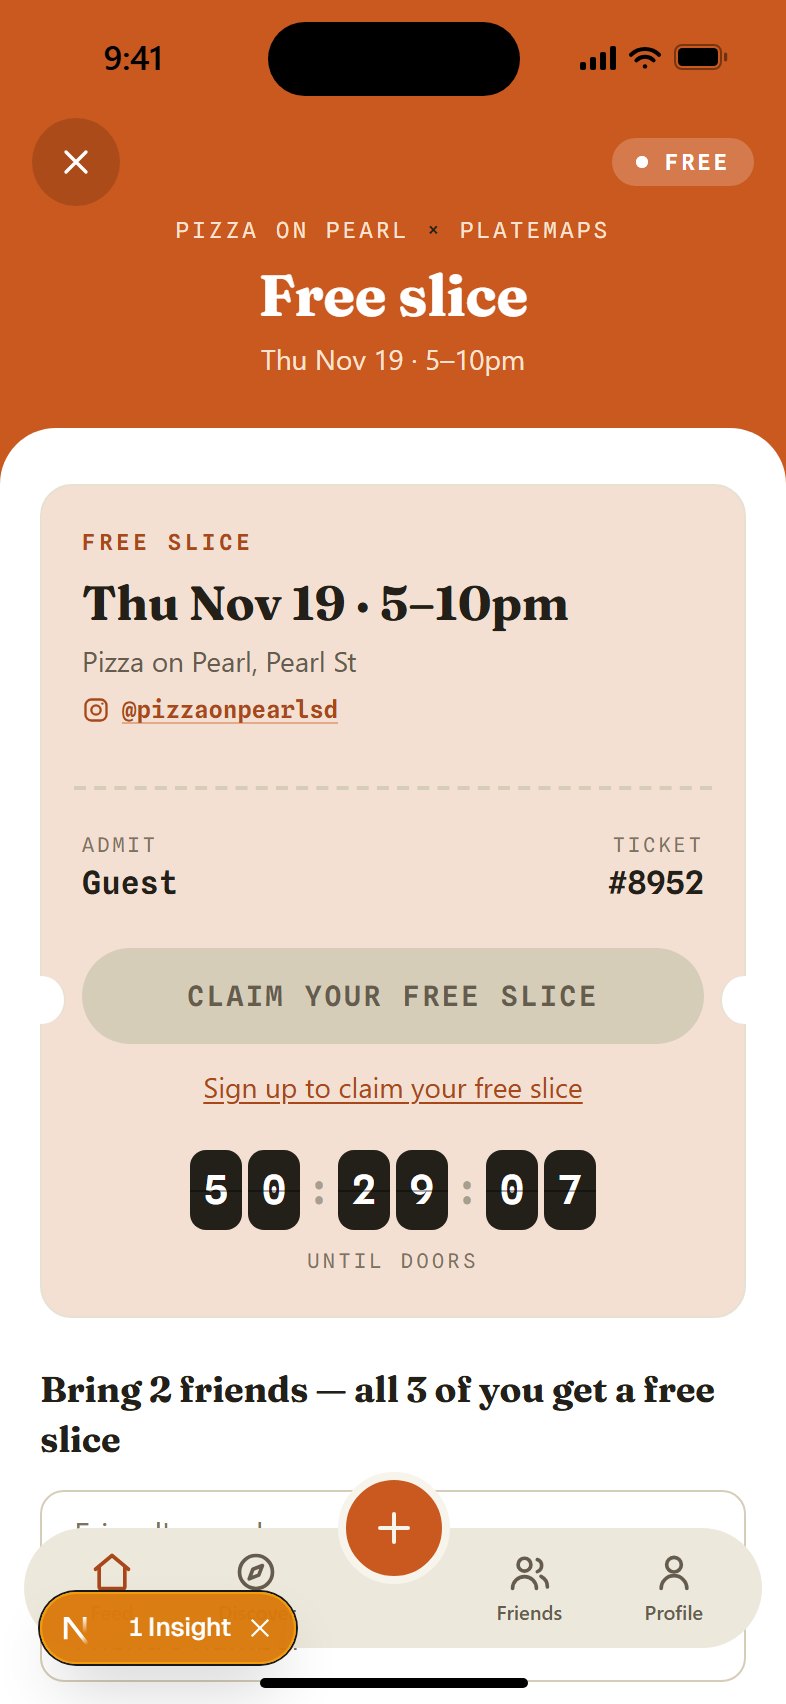 9:41
FREE
PIZZA ON PEARL × PLATEMAPS
Free slice
Thu Nov 19 · 5–10pm
FREE SLICE
Thu Nov 19 · 5–10pm
Pizza on Pearl, Pearl St
@pizzaonpearlsd
ADMIT TICKET
Guest #8952
CLAIM YOUR FREE SLICE
Sign up to claim your free slice
50:29:07
UNTIL DOORS
Bring 2 friends — all 3 of you get a free
slice
Friends Profile
1 Insight